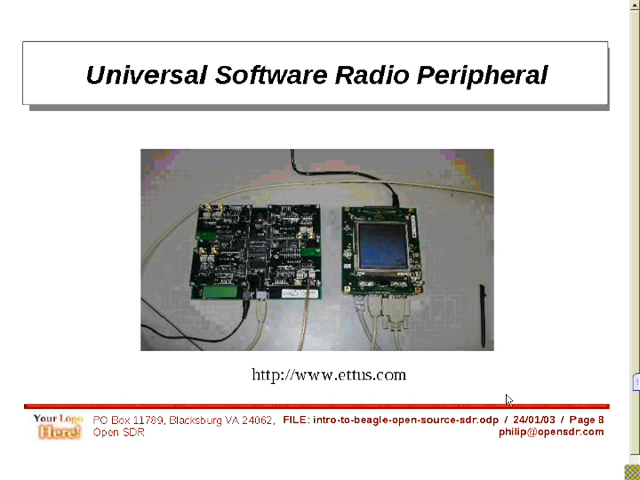 Universal Software Radio Peripheral
http://www.ettus.com
Your Logo
Here!
PO Box 11789, Blacksburg VA 24062,
Open SDR
FILE: intro-to-beagle-open-source-sdr.odp / 24/01/03 / Page 8
philip@opensdr.com